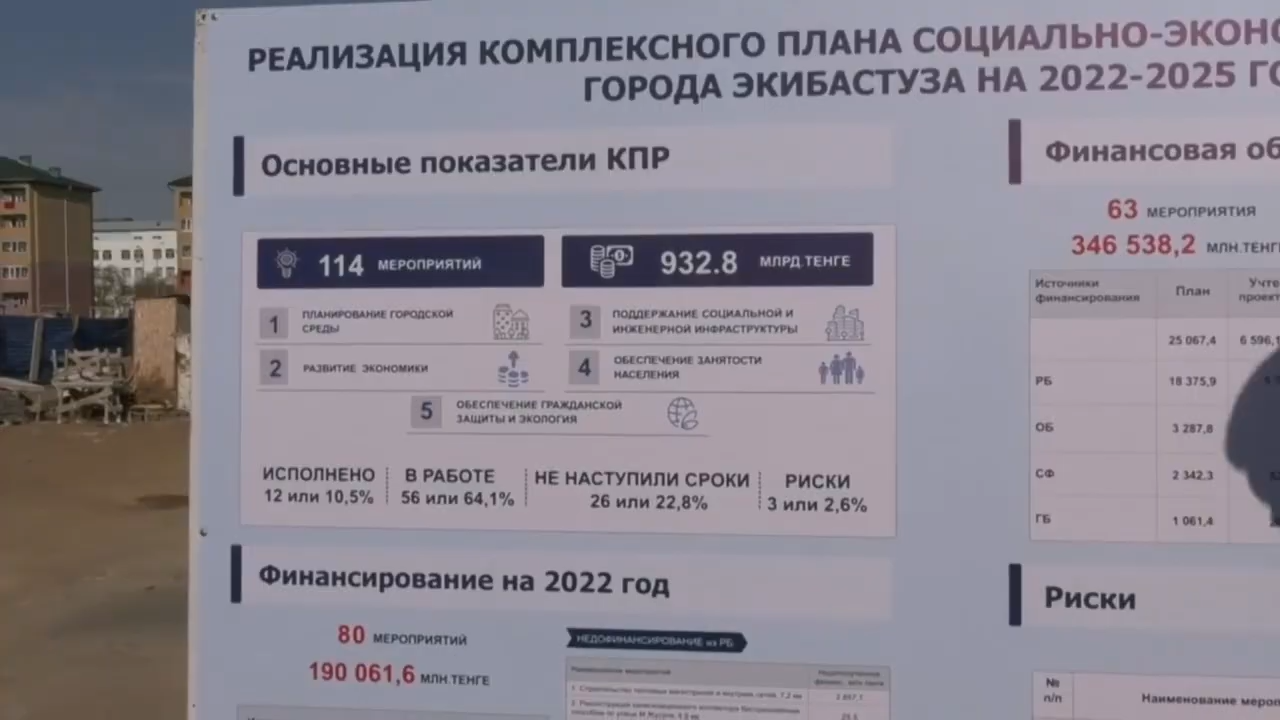 РЕАЛИЗАЦИЯ КОМПЛЕКСНОГО ПЛАНА СОЦИАЛЬНО-ЭКОНО
ГОРОДА ЭКИБАСТУЗА НА 2022-2025 ГО
Основные показатели КПР
114 МЕРОПРИЯТИЙ
932.8 МЛРД.ТЕНГЕ
1 ПЛАНИРОВАНИЕ ГОРОДСКОЙ
СРЕДЫ
3 ПОДДЕРЖАНИЕ СОЦИАЛЬНОЙ И
ИНЖЕНЕРНОЙ ИНФРАСТРУКТУРЫ
2 РАЗВИТИЕ ЭКОНОМИКИ
4 ОБЕСПЕЧЕНИЕ ЗАНЯТОСТИ
НАСЕЛЕНИЯ
5 ОБЕСПЕЧЕНИЕ ГРАЖДАНСКОЙ
ЗАЩИТЫ И ЭКОЛОГИЯ
ИСПОЛНЕНО
12 или 10,5%
В РАБОТЕ
56 или 64,1%
НЕ НАСТУПИЛИ СРОКИ
26 или 22,8%
РИСКИ
3 или 2,6%
Финансирование на 2022 год
80 МЕРОПРИЯТИЙ
190 061,6 МЛН.ТЕНГЕ
НЕДОФИНАНСИРОВАНИЕ из РБ
Финансовая об
63 МЕРОПРИЯТИЯ
346 538,2 МЛН.ТЕНГЕ
Источники
финансирования
План
Учте
проект
25 067,4 6 596,1
РБ 18 375,9
ОБ 3 287,8
СФ 2 342,3
ГБ 1 061,4
Риски
№
п/п
Наименование меро